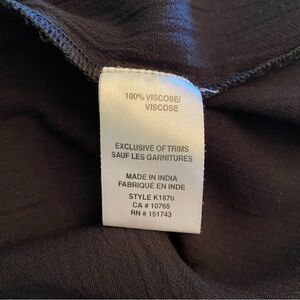 100% VISCOSE/
VISCOSE
EXCLUSIVE OF TRIMS
SAUF LES GARNITURES
MADE IN INDIA
FABRIQUÉ EN INDE
STYLE K1870
CA # 10765
RN # 151743